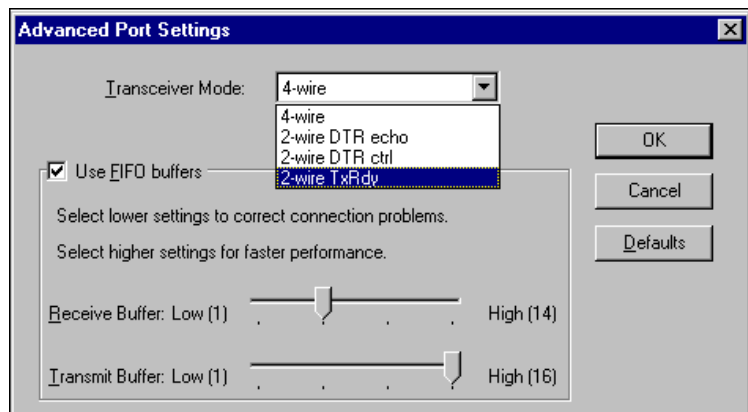 Advanced Port Settings
Transceiver Mode: 4-wire
4-wire
2-wire DTR echo
2-wire DTR ctrl
2-wire TxRdy
OK
Use FIFO buffers
Cancel
Select lower settings to correct connection problems.
Select higher settings for faster performance.
Defaults
Receive Buffer: Low (1) High (14)
Transmit Buffer: Low (1) High (16)